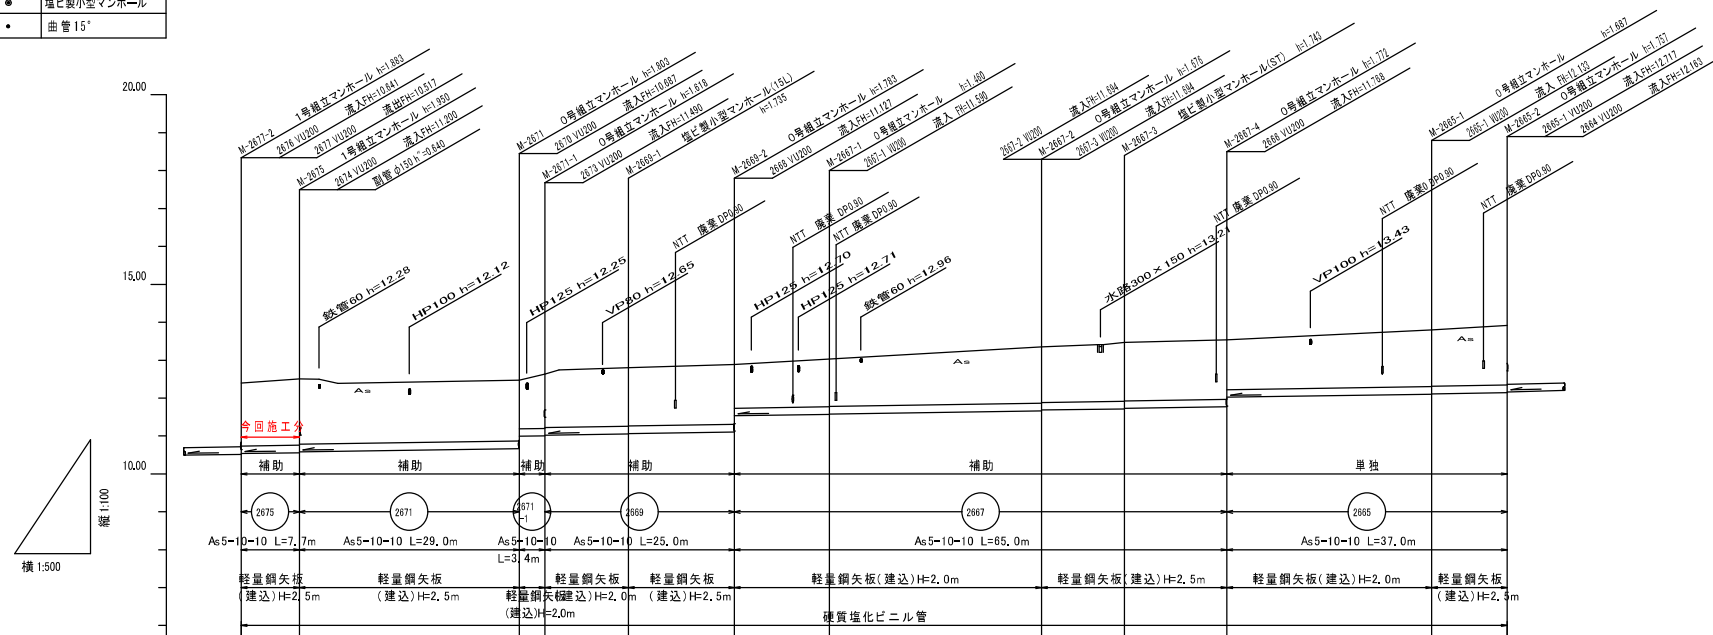 塩ビ製小型マンホール
曲管15°
20.00
15.00
10.00
縦1:100
横1:500
M-2677-2 1号組立マンホール h=1.883
2676 VU200 流入FH=10.641
2677 VU200 流出FH=10.517
M-2675 1号組立マンホール h=1.950
2674 VU200 流入FH=11.200
副管φ150 h"=0.640
M-2671 0号組立マンホール h=1.803
2670 VU200 流入FH=10.687
M-2671-1 0号組立マンホール h=1.618
2673 VU200 流入FH=11.490
M-2669-1 塩ビ製小型マンホール(15L)
h=1.735
M-2669-2 0号組立マンホール h=1.783
2668 VU200 流入FH=11.127
M-2667-1 0号組立マンホール h=1.480
2667-1 VU200 流入 FH=11.590
2667-2 VU200 流入FH=11.694
M-2667-2 0号組立マンホール h=1.676
2667-3 VU200 流入FH=11.694
M-2667-3 塩ビ製小型マンホール(ST) h=1.743
M-2667-4 0号組立マンホール h=1.772
2666 VU200 流入FH=11.788
M-2665-1 0号組立マンホール h=1.687
2665-1 VU200 流入 FH=12.133
M-2665-2 0号組立マンホール h=1.757
2665-1 VU200 流入FH=12.717
2664 VU200 流入FH=12.163
鉄管60 h=12.28
HP100 h=12.12
HP125 h=12.25
VP80 h=12.65
NTT 廃棄 DP0.90
HP125 h=12.70
NTT 廃棄 DP0.90
HP125 h=12.71
NTT 廃棄 DP0.90
鉄管60 h=12.96
水路300×150 h=13.21
NTT 廃棄 DP0.90
VP100 h=13.43
NTT 廃棄0 DP0.90
NTT 廃棄 DP0.90
As
As
As
今回施工分
補助
補助
補助
補助
補助
単独
2675
2671
2671
-1
2669
2667
2665
As5-10-10 L=7.7m
As5-10-10 L=29.0m
As5-10-10
L=3.4m
As5-10-10 L=25.0m
As5-10-10 L=65.0m
As5-10-10 L=37.0m
軽量鋼矢板
(建込)H=2.5m
軽量鋼矢板
(建込)H=2.5m
軽量鋼矢板
(建込)H=2.0m
軽量鋼矢板
(建込)H=2.0m
軽量鋼矢板
(建込)H=2.5m
軽量鋼矢板(建込)H=2.0m
軽量鋼矢板(建込)H=2.5m
軽量鋼矢板(建込)H=2.0m
軽量鋼矢板
(建込)H=2.5m
硬質塩化ビニル管